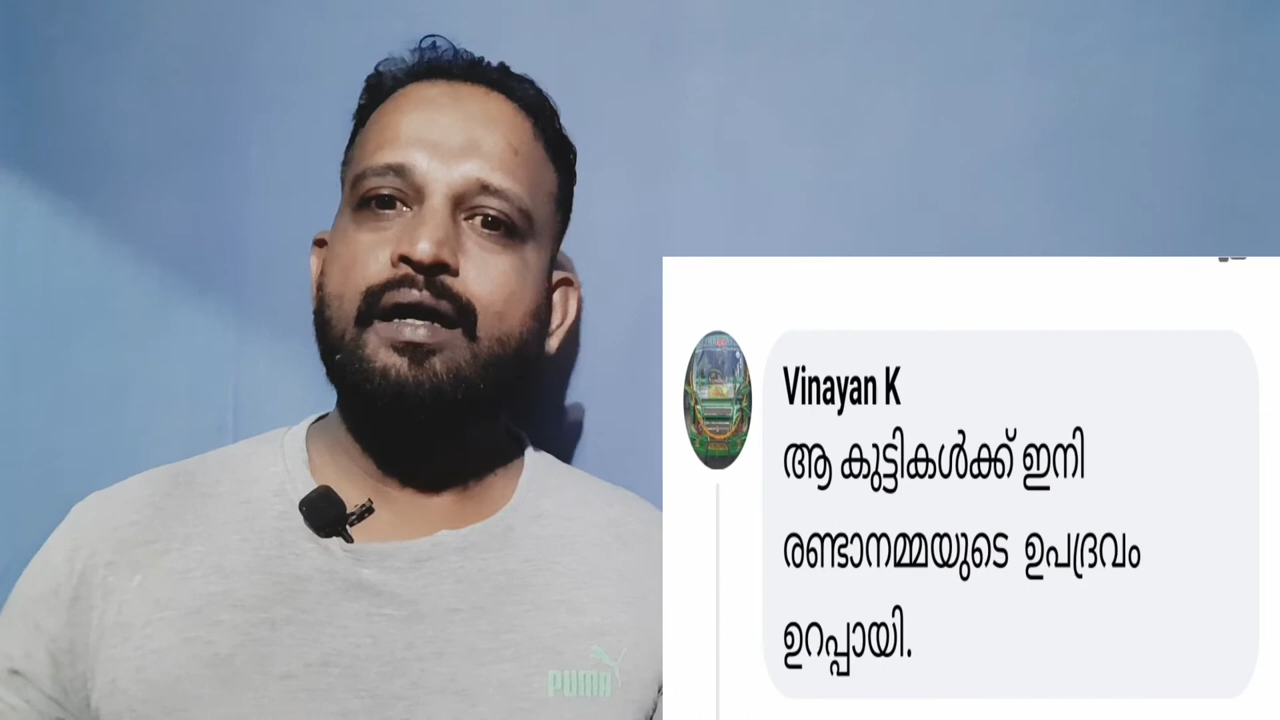 Vinayan K
ആ കുട്ടികൾക്ക് ഇനി
രണ്ടാനമ്മയുടെ ഉപദ്രവം
ഉറപ്പായി.
PUMA